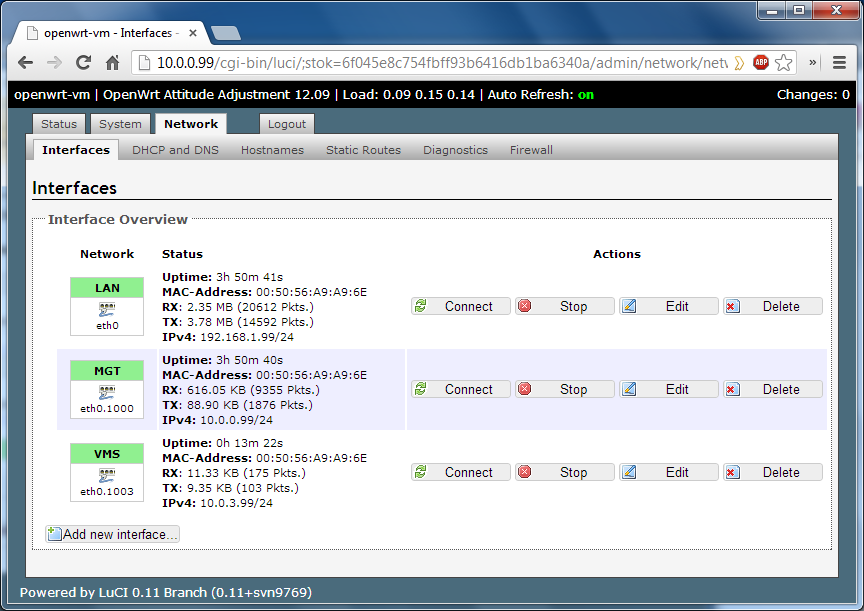 openwrt-vm - Interfaces -
10.0.0.99/cgi-bin/luci/;stok=6f045e8c754fbff93b6416db1ba6340a/admin/network/netw
ABP
openwrt-vm | OpenWrt Attitude Adjustment 12.09 | Load: 0.09 0.15 0.14 | Auto Refresh: on Changes: 0
Status System Network Logout
Interfaces DHCP and DNS Hostnames Static Routes Diagnostics Firewall
Interfaces
Interface Overview
Network Status Actions
LAN
eth0
Uptime: 3h 50m 41s
MAC-Address: 00:50:56:A9:A9:6E
RX: 2.35 MB (20612 Pkts.)
TX: 3.78 MB (14592 Pkts.)
IPv4: 192.168.1.99/24
Connect Stop Edit Delete
MGT
eth0.1000
Uptime: 3h 50m 40s
MAC-Address: 00:50:56:A9:A9:6E
RX: 616.05 KB (9355 Pkts.)
TX: 88.90 KB (1876 Pkts.)
IPv4: 10.0.0.99/24
Connect Stop Edit Delete
VMS
eth0.1003
Uptime: 0h 13m 22s
MAC-Address: 00:50:56:A9:A9:6E
RX: 11.33 KB (175 Pkts.)
TX: 9.35 KB (103 Pkts.)
IPv4: 10.0.3.99/24
Connect Stop Edit Delete
Add new interface...
Powered by LuCI 0.11 Branch (0.11+svn9769)